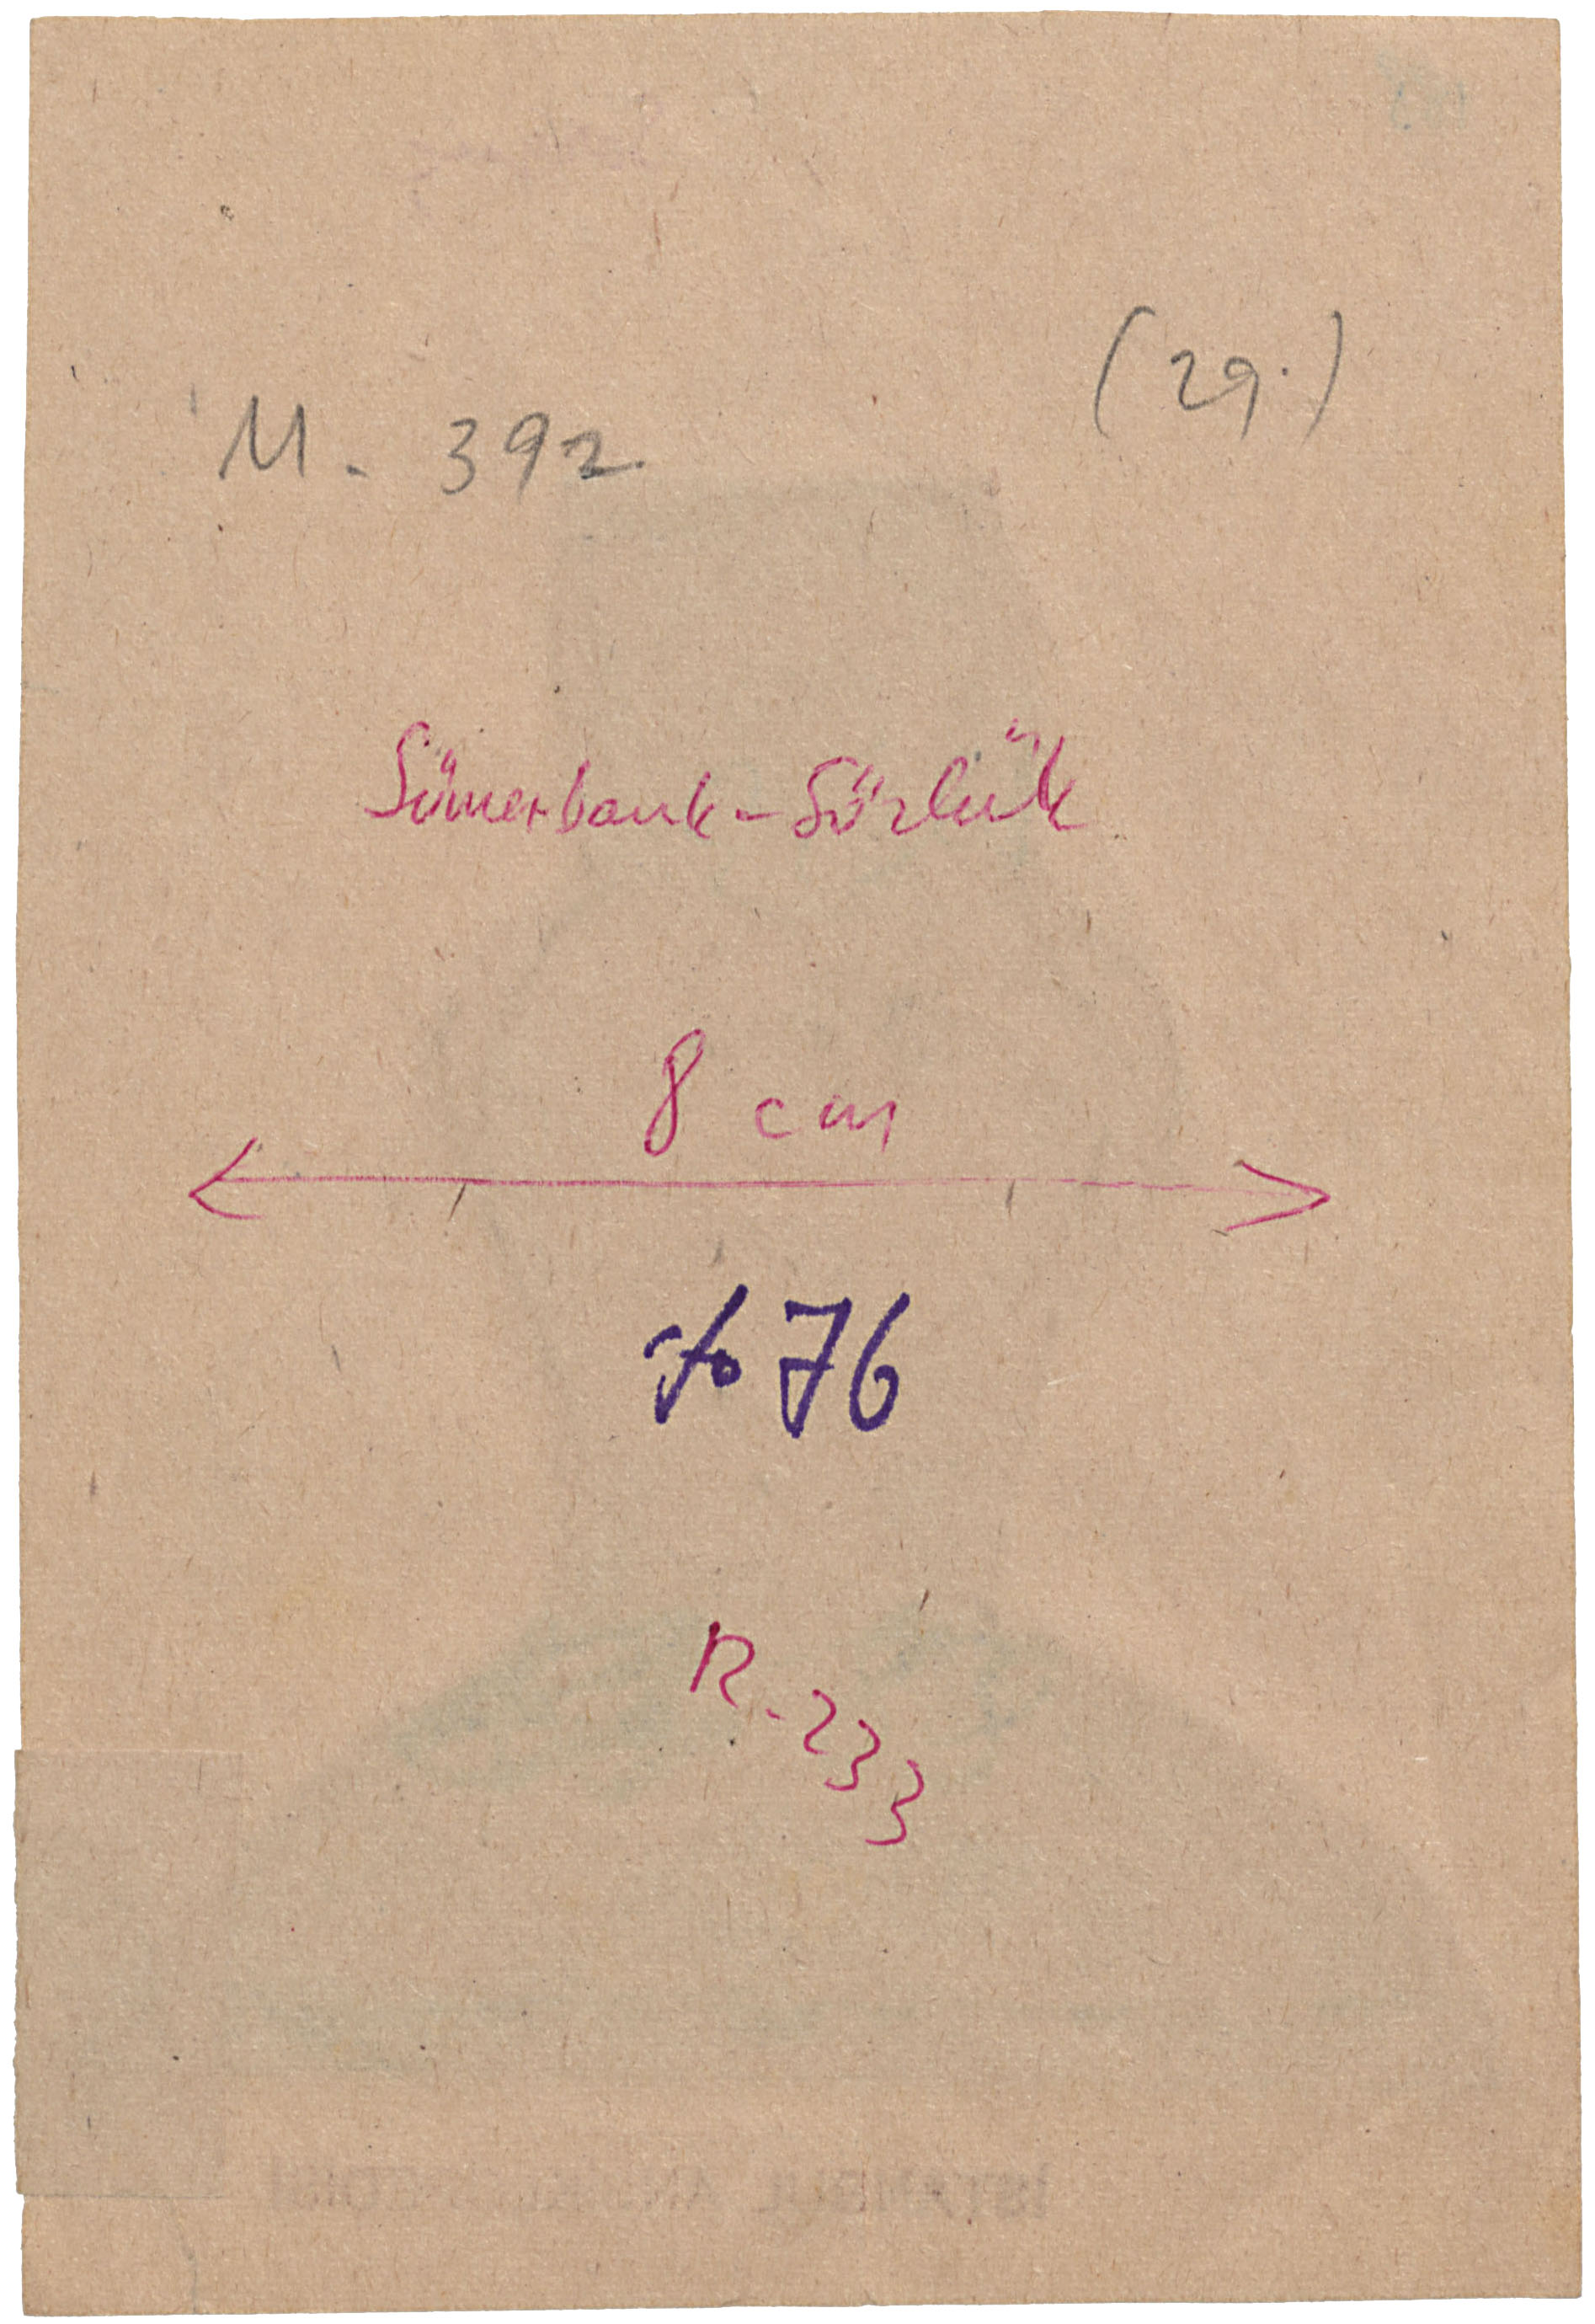 (29.)
M. 392
Sümerbank - Sözlük
8 cm
% 76
R-233